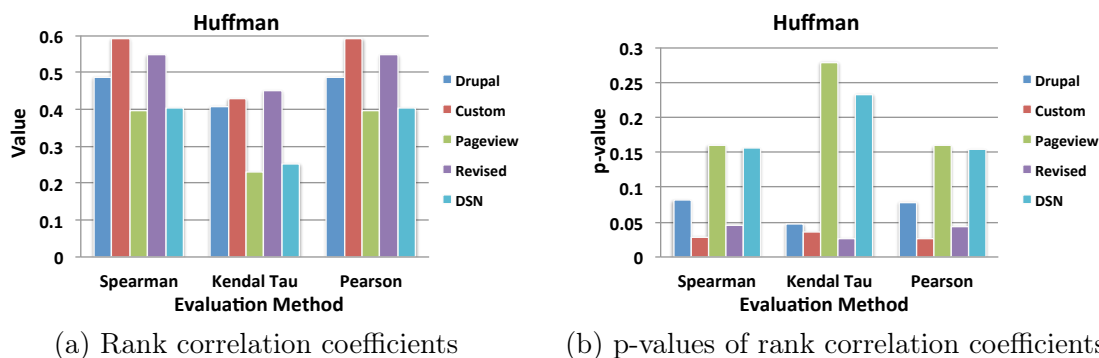 Huffman
0.6
0.5
0.4
0.3
0.2
0.1
0
Value
Spearman Kendal Tau Pearson
Evaluation Method
Drupal
Custom
Pageview
Revised
DSN
(a) Rank correlation coefficients
Huffman
0.3
0.25
0.2
0.15
0.1
0.05
0
p-value
Spearman Kendal Tau Pearson
Evaluation Method
Drupal
Custom
Pageview
Revised
DSN
(b) p-values of rank correlation coefficients